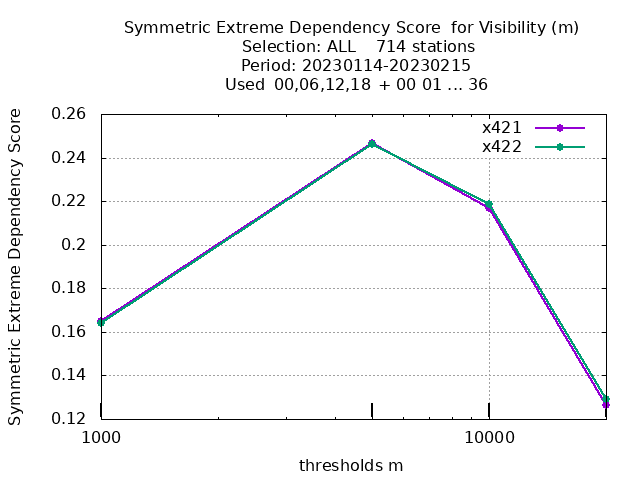 Symmetric Extreme Dependency Score  for Visibility (m)
Selection: ALL    714 stations
Period: 20230114-20230215
Used  00,06,12,18  + 00 01 ... 36
Symmetric Extreme Dependency Score
0.26
0.24
0.22
0.2
0.18
0.16
0.14
0.12
x421
x422
1000
10000
thresholds m